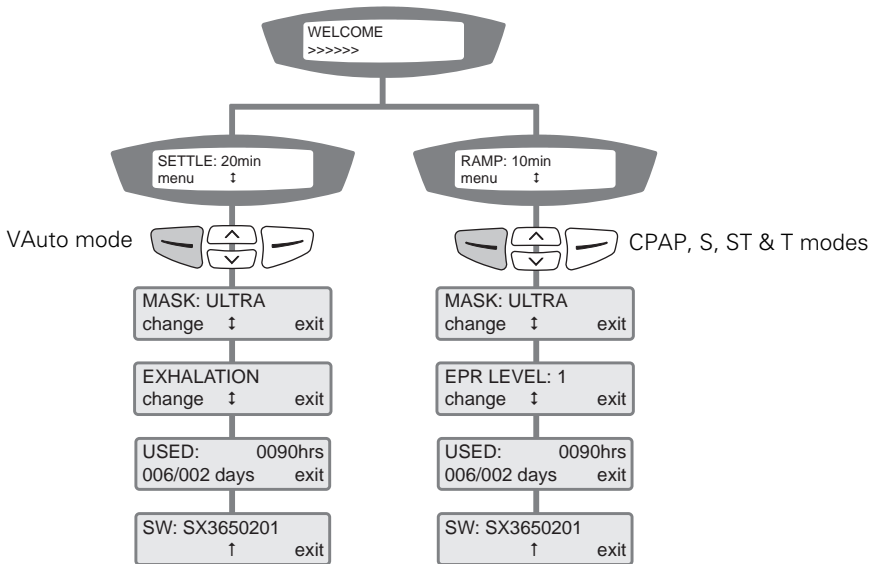 WELCOME
>>>>>>
SETTLE: 20min
menu ↕
RAMP: 10min
menu ↕
VAuto mode
CPAP, S, ST & T modes
MASK: ULTRA
change ↕ exit
MASK: ULTRA
change ↕ exit
EXHALATION
change ↕ exit
EPR LEVEL: 1
change ↕ exit
USED: 0090hrs
006/002 days exit
USED: 0090hrs
006/002 days exit
SW: SX3650201
↑ exit
SW: SX3650201
↑ exit